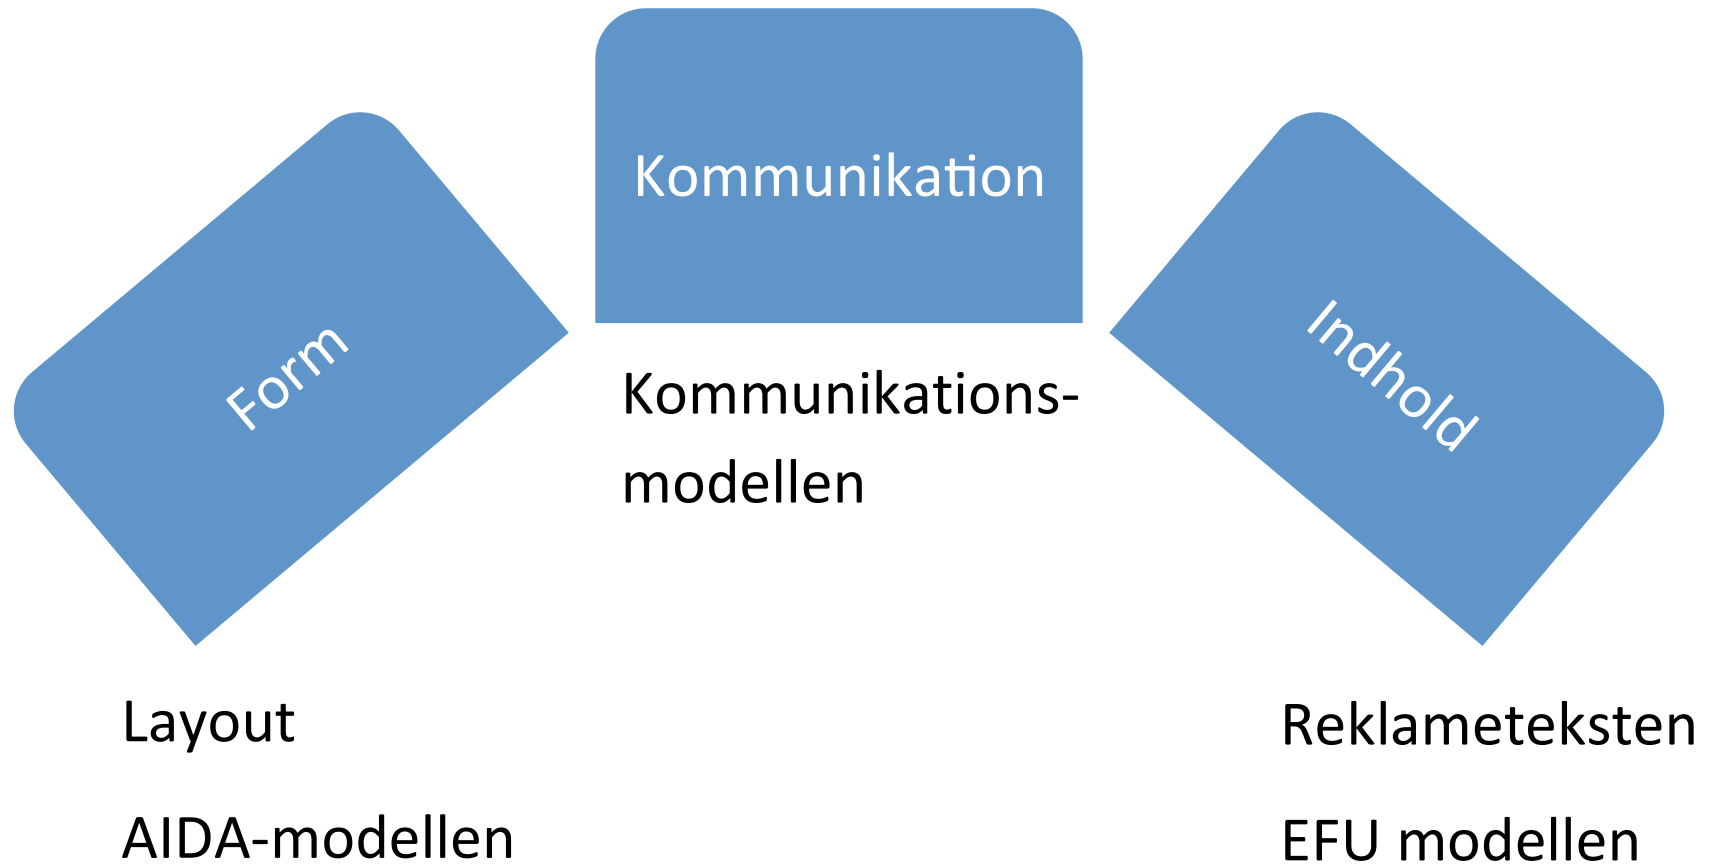 Form
Layout
AIDA-modellen
Kommunikation
Kommunikations-
modellen
Indhold
Reklameteksten
EFU modellen